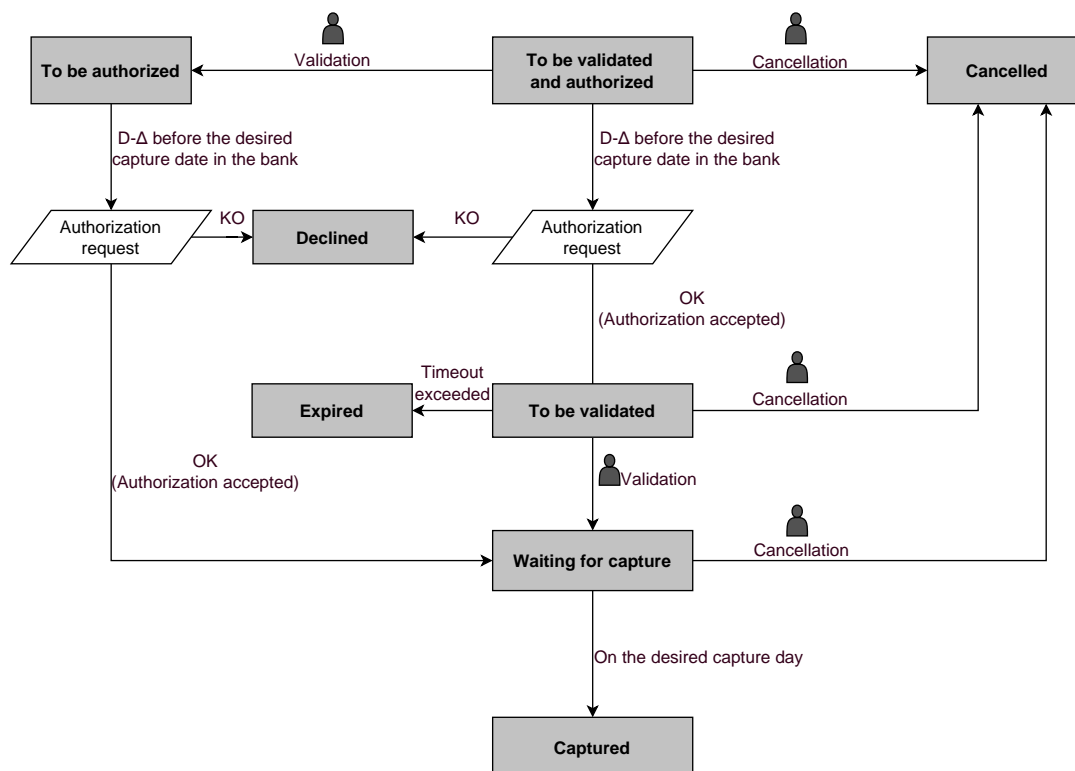 Validation
Cancellation
To be authorized
To be validated
and authorized
Cancelled
D-Δ before the desired
capture date in the bank
D-Δ before the desired
capture date in the bank
Authorization
request
KO
Declined
KO
Authorization
request
OK
(Authorization accepted)
Timeout
exceeded
Expired
To be validated
Cancellation
OK
(Authorization accepted)
Validation
Waiting for capture
Cancellation
On the desired capture day
Captured